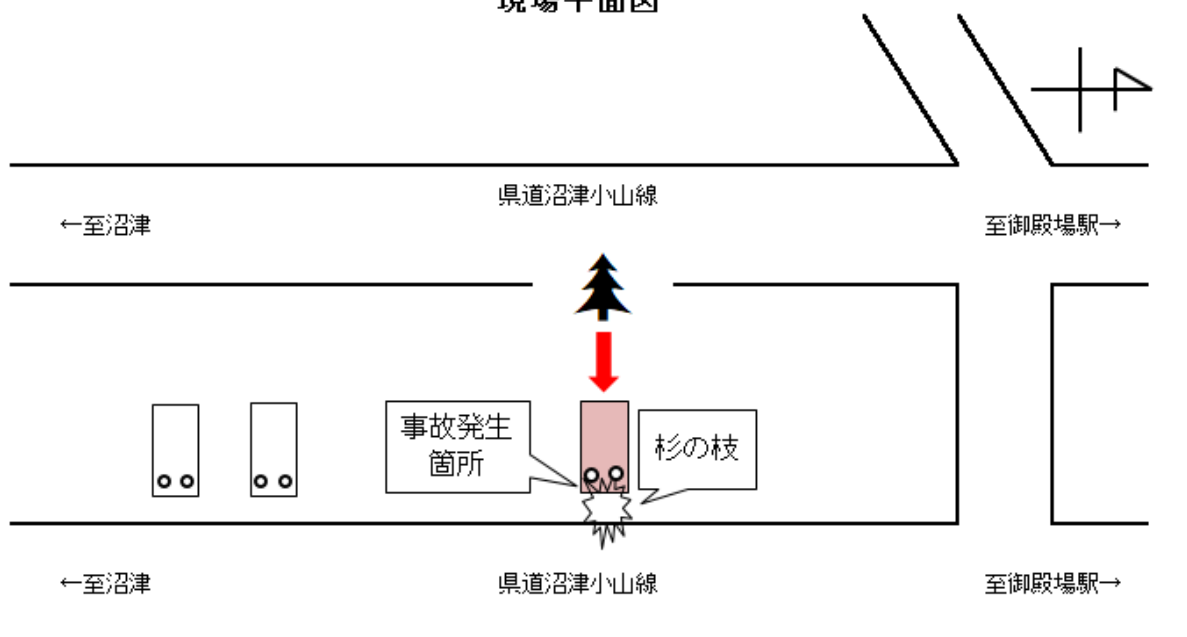 現場平面図
県道沼津小山線
←至沼津
至御殿場駅→
事故発生
箇所
杉の枝
←至沼津
県道沼津小山線
至御殿場駅→